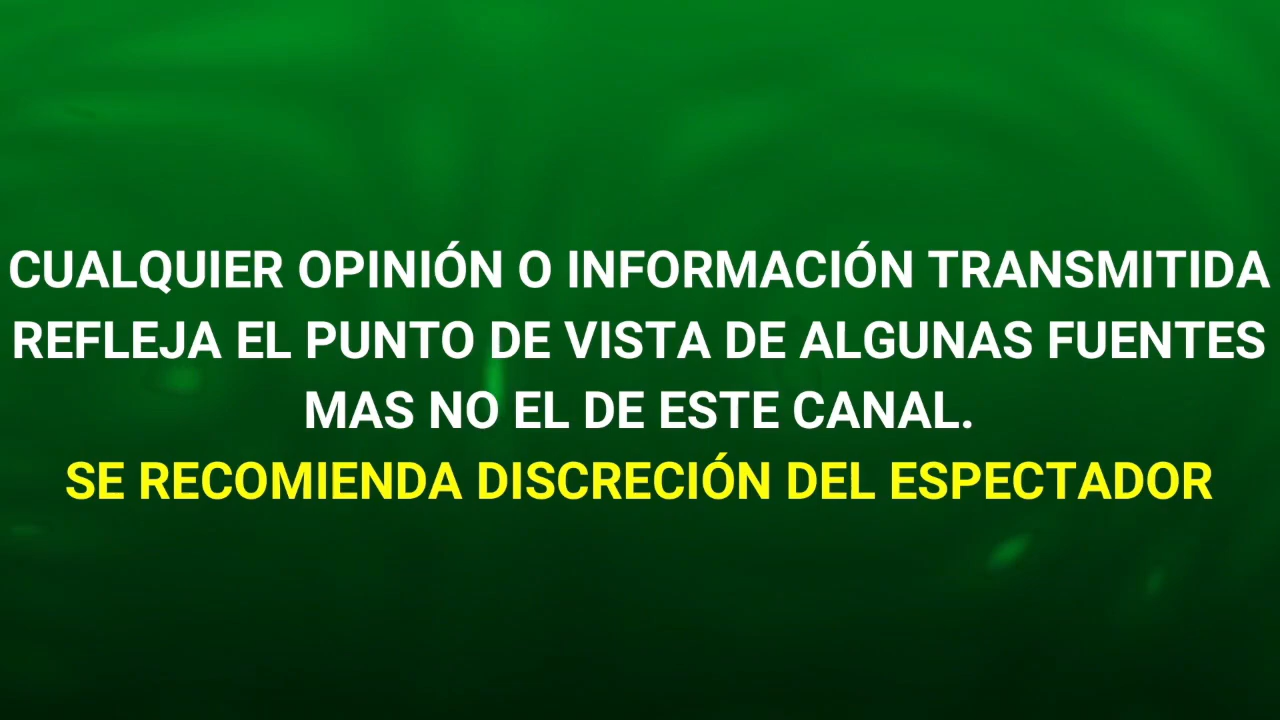 CUALQUIER OPINIÓN O INFORMACIÓN TRANSMITIDA
REFLEJA EL PUNTO DE VISTA DE ALGUNAS FUENTES
MAS NO EL DE ESTE CANAL.
SE RECOMIENDA DISCRECIÓN DEL ESPECTADOR